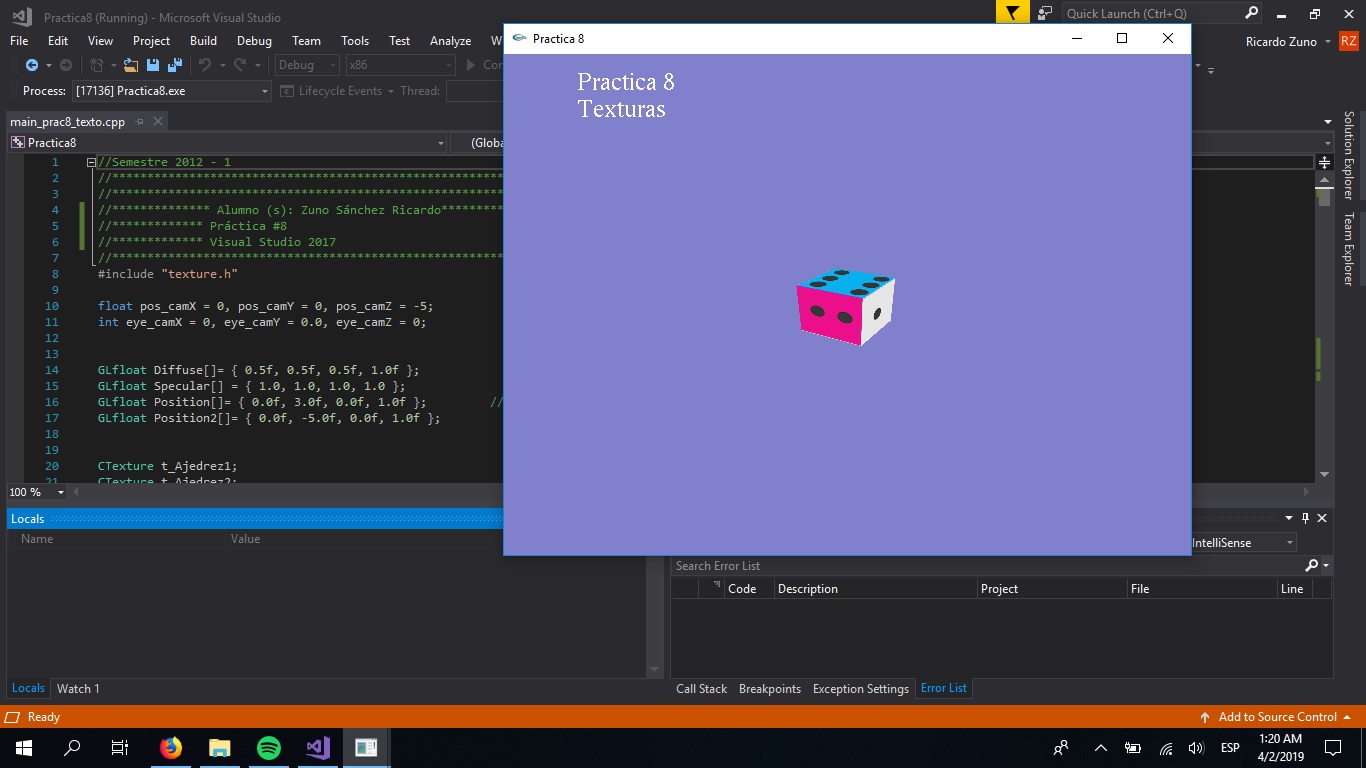 Practica8 (Running) - Microsoft Visual Studio
Quick Launch (Ctrl+Q)
File Edit View Project Build Debug Team Tools Test Analyze W
Ricardo Zuno RZ
Debug x86 Con
Process: [17136] Practica8.exe Lifecycle Events Thread:
main_prac8_texto.cpp
Practica8 (Globa
1 //Semestre 2012 - 1
2 //********************************************************
3 //********************************************************
4 //************** Alumno (s): Zuno Sánchez Ricardo*********
5 //************* Práctica #8
6 //************* Visual Studio 2017
7 //********************************************************
8 #include "texture.h"
9
10 float pos_camX = 0, pos_camY = 0, pos_camZ = -5;
11 int eye_camX = 0, eye_camY = 0.0, eye_camZ = 0;
12
13
14 GLfloat Diffuse[]= { 0.5f, 0.5f, 0.5f, 1.0f };
15 GLfloat Specular[] = { 1.0, 1.0, 1.0, 1.0 };
16 GLfloat Position[]= { 0.0f, 3.0f, 0.0f, 1.0f }; //
17 GLfloat Position2[]= { 0.0f, -5.0f, 0.0f, 1.0f };
18
19
20 CTexture t_Ajedrez1;
21 CTexture t_Ajedrez2;
100 %
Practica 8
Practica 8
Texturas
Solution Explorer
Team Explorer
Locals
Name Value
Locals Watch 1
IntelliSense
Search Error List
Code Description Project File Line
Call Stack Breakpoints Exception Settings Error List
Ready
Add to Source Control
ESP
1:20 AM
4/2/2019